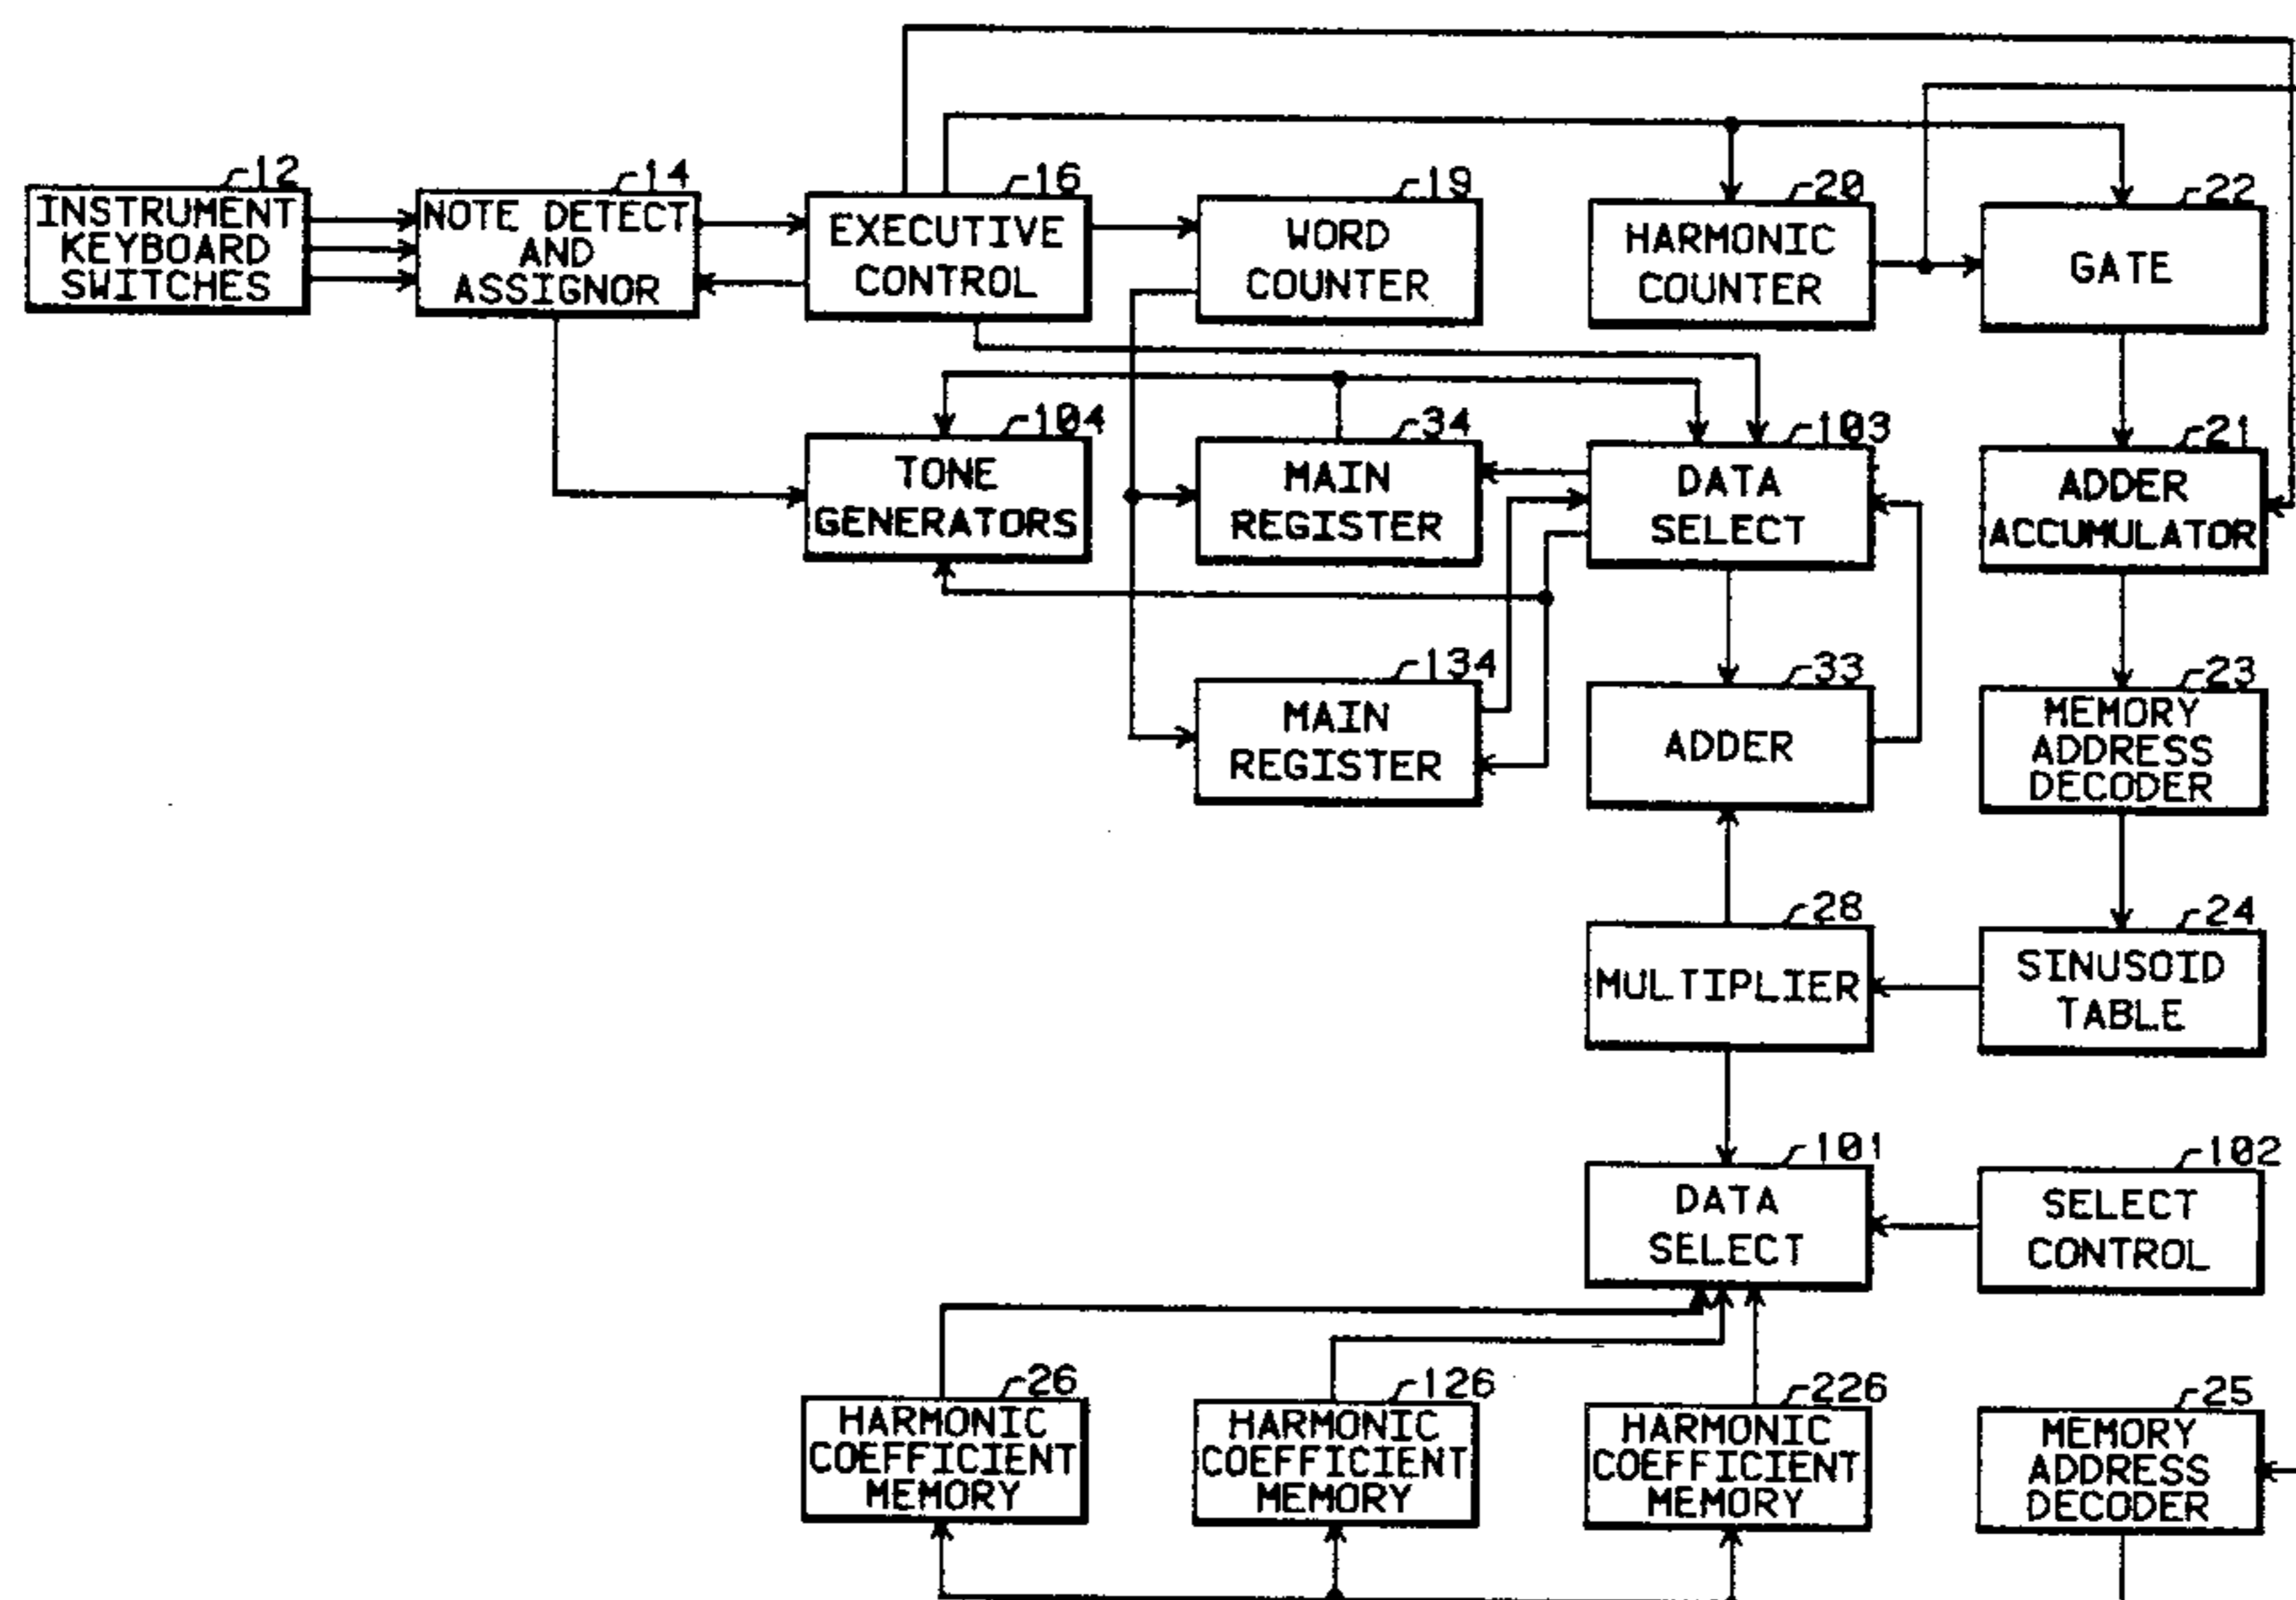 12
INSTRUMENT
KEYBOARD
SWITCHES
14
NOTE DETECT
AND
ASSIGNOR
16
EXECUTIVE
CONTROL
19
WORD
COUNTER
20
HARMONIC
COUNTER
22
GATE
104
TONE
GENERATORS
34
MAIN
REGISTER
103
DATA
SELECT
21
ADDER
ACCUMULATOR
134
MAIN
REGISTER
33
ADDER
23
MEMORY
ADDRESS
DECODER
28
MULTIPLIER
24
SINUSOID
TABLE
101
DATA
SELECT
102
SELECT
CONTROL
26
HARMONIC
COEFFICIENT
MEMORY
126
HARMONIC
COEFFICIENT
MEMORY
226
HARMONIC
COEFFICIENT
MEMORY
25
MEMORY
ADDRESS
DECODER